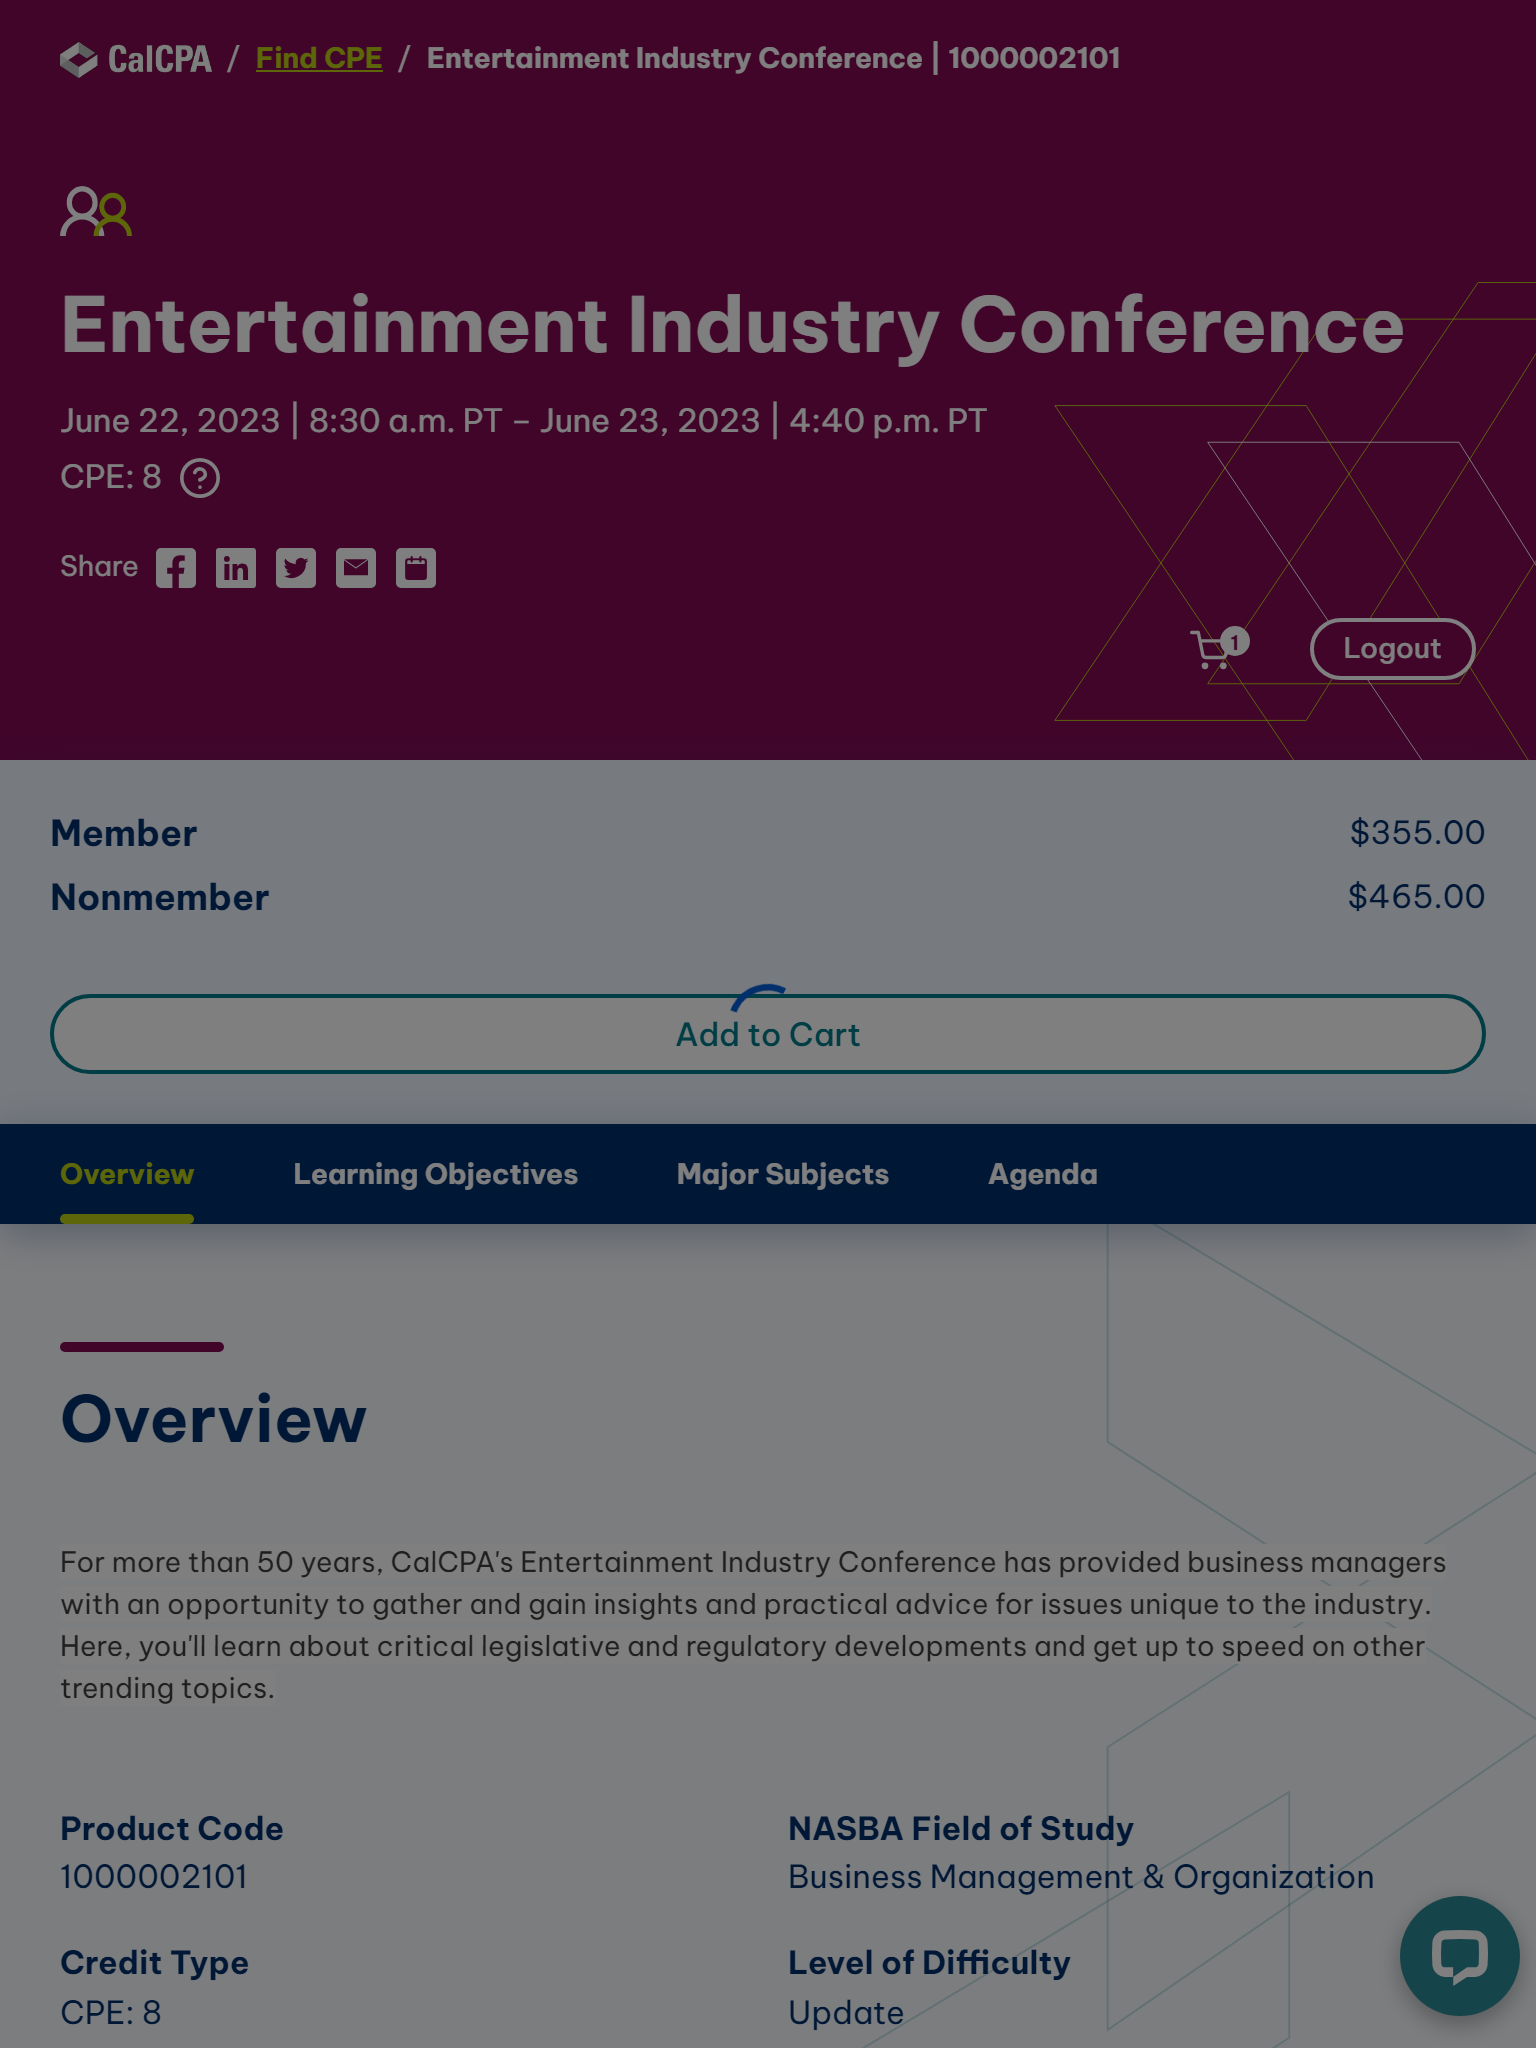 CalCPA / Find CPE / Entertainment Industry Conference | 1000002101
Entertainment Industry Conference
June 22, 2023 | 8:30 a.m. PT – June 23, 2023 | 4:40 p.m. PT
CPE: 8 ?
Share
1
Logout
Member $355.00
Nonmember $465.00
Add to Cart
Overview Learning Objectives Major Subjects Agenda
Overview
For more than 50 years, CalCPA's Entertainment Industry Conference has provided business managers
with an opportunity to gather and gain insights and practical advice for issues unique to the industry.
Here, you'll learn about critical legislative and regulatory developments and get up to speed on other
trending topics.
Product Code
1000002101
NASBA Field of Study
Business Management & Organization
Credit Type
CPE: 8
Level of Difficulty
Update